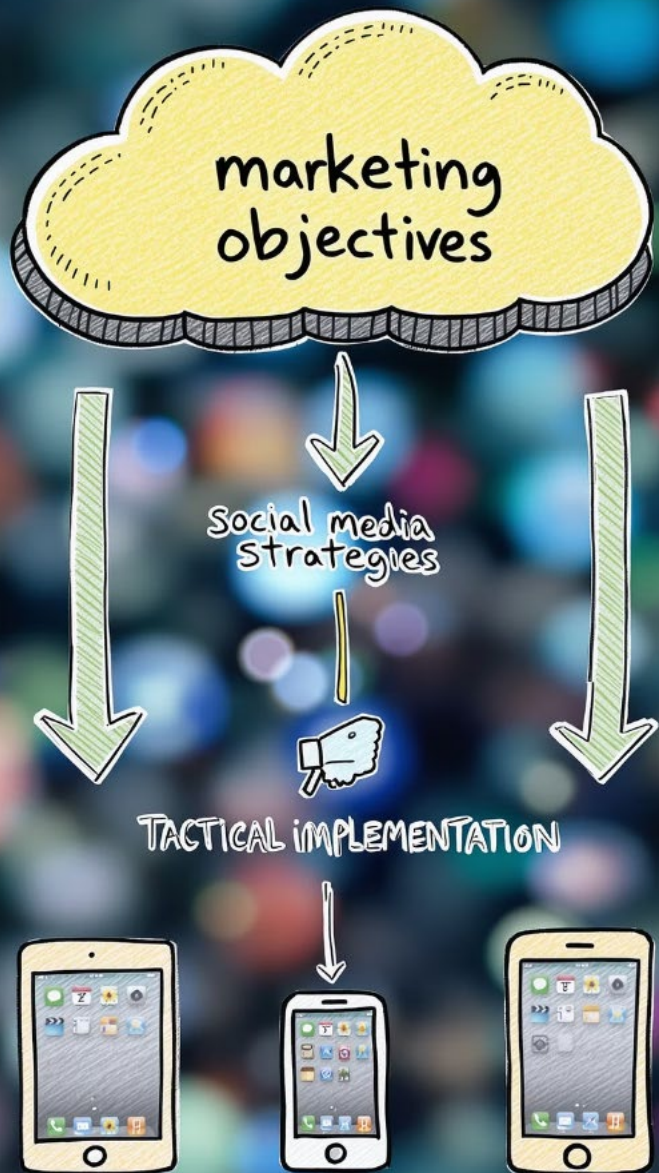 marketing
objectives
Social media
Strategies
TACTICAL iMPLEMENTATION